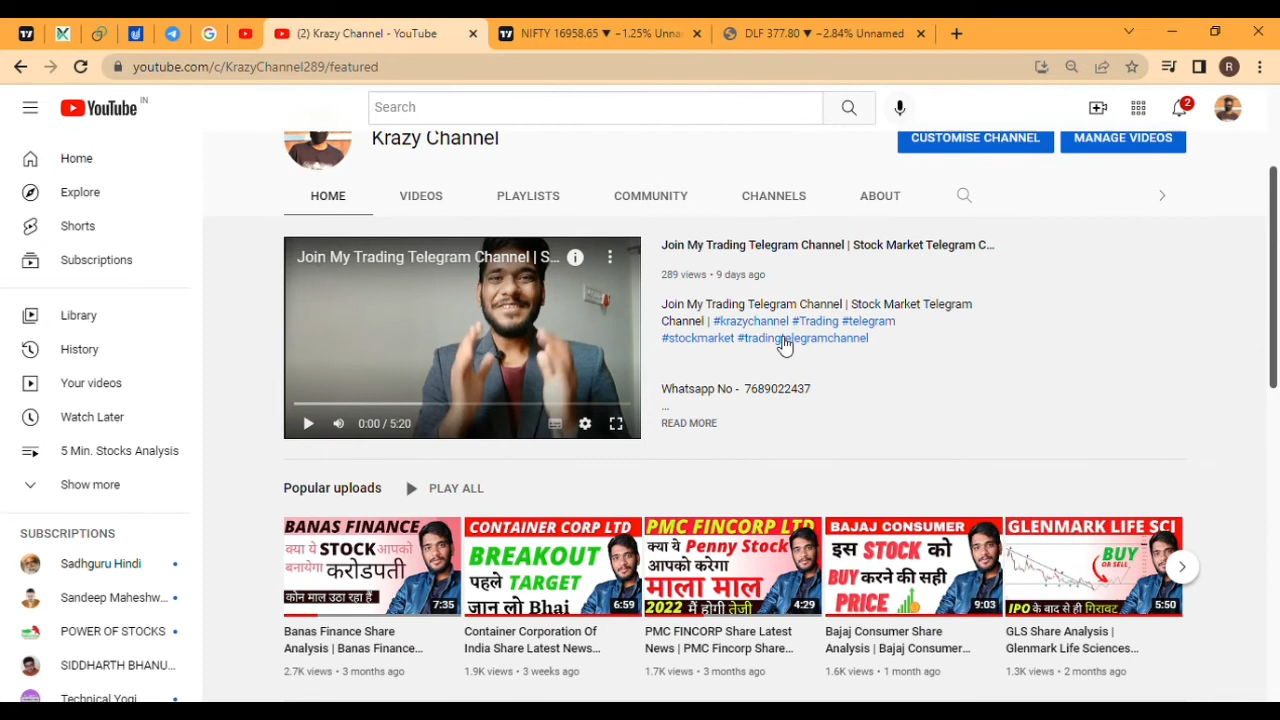 (2) Krazy Channel - YouTube
NIFTY 16958.65 ▼ −1.25% Unna
DLF 377.80 ▼ −2.84% Unnamed
youtube.com/c/KrazyChannel289/featured
R
YouTube IN
Search
2
Krazy Channel
CUSTOMISE CHANNEL
MANAGE VIDEOS
HOME
VIDEOS
PLAYLISTS
COMMUNITY
CHANNELS
ABOUT
Home
Explore
Shorts
Subscriptions
Library
History
Your videos
Watch Later
5 Min. Stocks Analysis
Show more
SUBSCRIPTIONS
Sadhguru Hindi
Sandeep Maheshw...
POWER OF STOCKS
SIDDHARTH BHANU...
Technical Yogi
Join My Trading Telegram Channel | S...
0:00 / 5:20
Join My Trading Telegram Channel | Stock Market Telegram C...
289 views • 9 days ago
Join My Trading Telegram Channel | Stock Market Telegram
Channel | #krazychannel #Trading #telegram
#stockmarket #tradingtelegramchannel
Whatsapp No - 7689022437
...
READ MORE
Popular uploads
PLAY ALL
BANAS FINANCE
क्या ये STOCK आपको
बनायेगा करोडपती
कोन माल उठा रहा हैं
7:35
Banas Finance Share
Analysis | Banas Finance...
2.7K views • 3 months ago
CONTAINER CORP LTD
BREAKOUT
पहले TARGET
जान लो Bhai
6:59
Container Corporation Of
India Share Latest News...
1.9K views • 3 weeks ago
PMC FINCORP LTD
क्या ये Penny Stock
आपको करेगा
माला माल
2022 में होगी तेजी
4:29
PMC FINCORP Share Latest
News | PMC Fincorp Share...
1.7K views • 3 months ago
BAJAJ CONSUMER
इस STOCK को
BUY करने की सही
PRICE
9:03
Bajaj Consumer Share
Analysis | Bajaj Consumer...
1.6K views • 1 month ago
GLENMARK LIFE SCI
BUY
OR SELL
IPO के बाद से ही गिरावट
5:50
GLS Share Analysis |
Glenmark Life Sciences...
1.3K views • 2 months ago